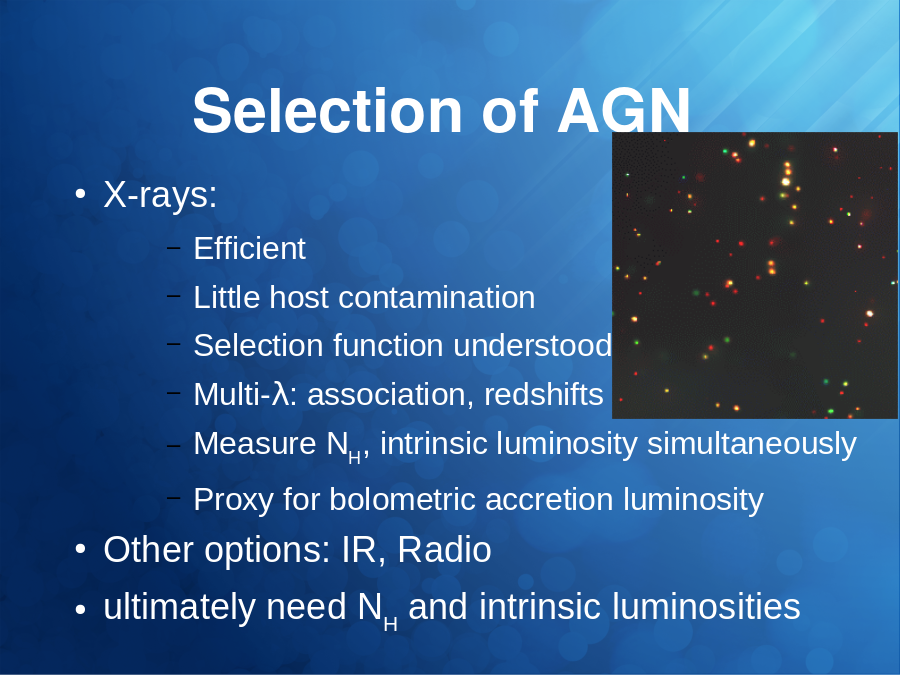 Selection of AGN
• X-rays:
– Efficient
– Little host contamination
– Selection function understood
– Multi-λ: association, redshifts
– Measure N_H, intrinsic luminosity simultaneously
– Proxy for bolometric accretion luminosity
• Other options: IR, Radio
• ultimately need N_H and intrinsic luminosities